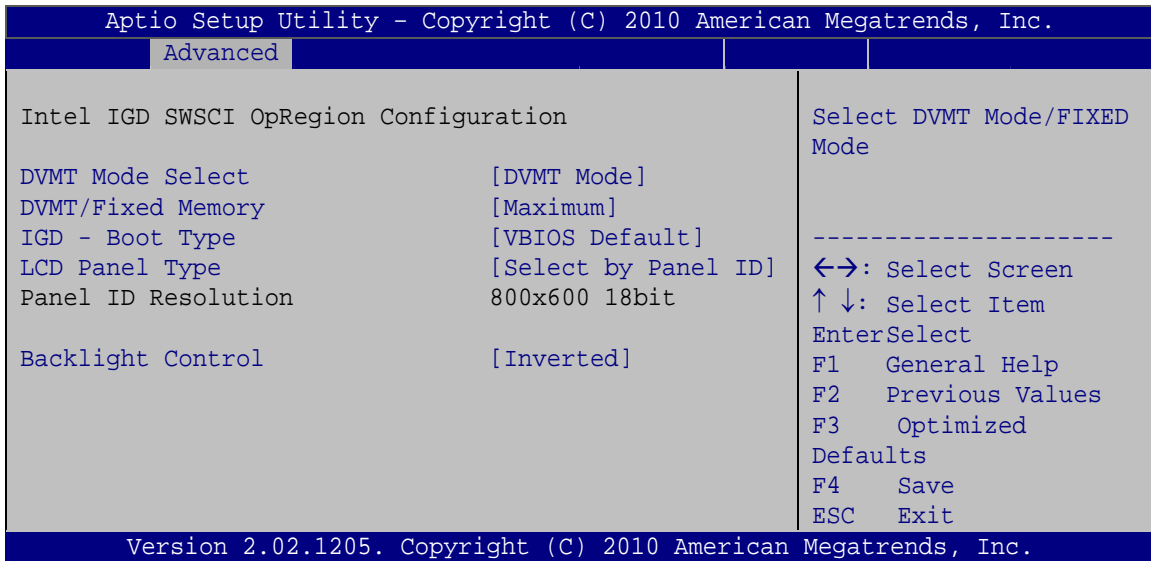 Aptio Setup Utility – Copyright (C) 2010 American Megatrends, Inc.
Advanced
Intel IGD SWSCI OpRegion Configuration
DVMT Mode Select [DVMT Mode]
DVMT/Fixed Memory [Maximum]
IGD - Boot Type [VBIOS Default]
LCD Panel Type [Select by Panel ID]
Panel ID Resolution 800x600 18bit
Backlight Control [Inverted]
Select DVMT Mode/FIXED
Mode
---------------------
←→: Select Screen
↑ ↓: Select Item
EnterSelect
F1 General Help
F2 Previous Values
F3 Optimized
Defaults
F4 Save
ESC Exit
Version 2.02.1205. Copyright (C) 2010 American Megatrends, Inc.